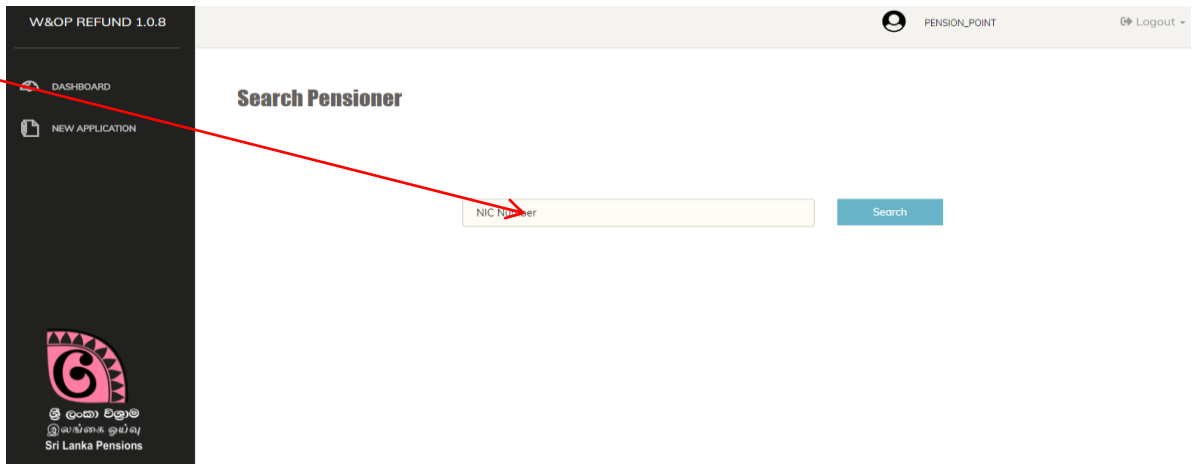 W&OP REFUND 1.0.8
PENSION_POINT
Logout
DASHBOARD
NEW APPLICATION
Search Pensioner
NIC Number
Search
ශ්‍රී ලංකා විශ්‍රාම
இலங்கை ஓய்வு
Sri Lanka Pensions